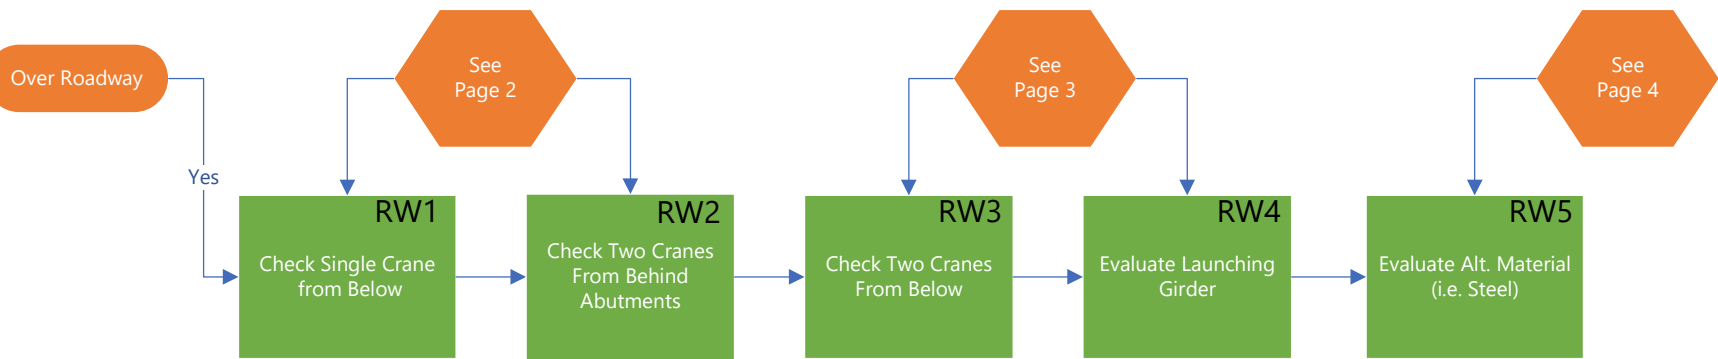 Over Roadway
See
Page 2
See
Page 3
See
Page 4
Yes
RW1
Check Single Crane
from Below
RW2
Check Two Cranes
From Behind
Abutments
RW3
Check Two Cranes
From Below
RW4
Evaluate Launching
Girder
RW5
Evaluate Alt. Material
(i.e. Steel)